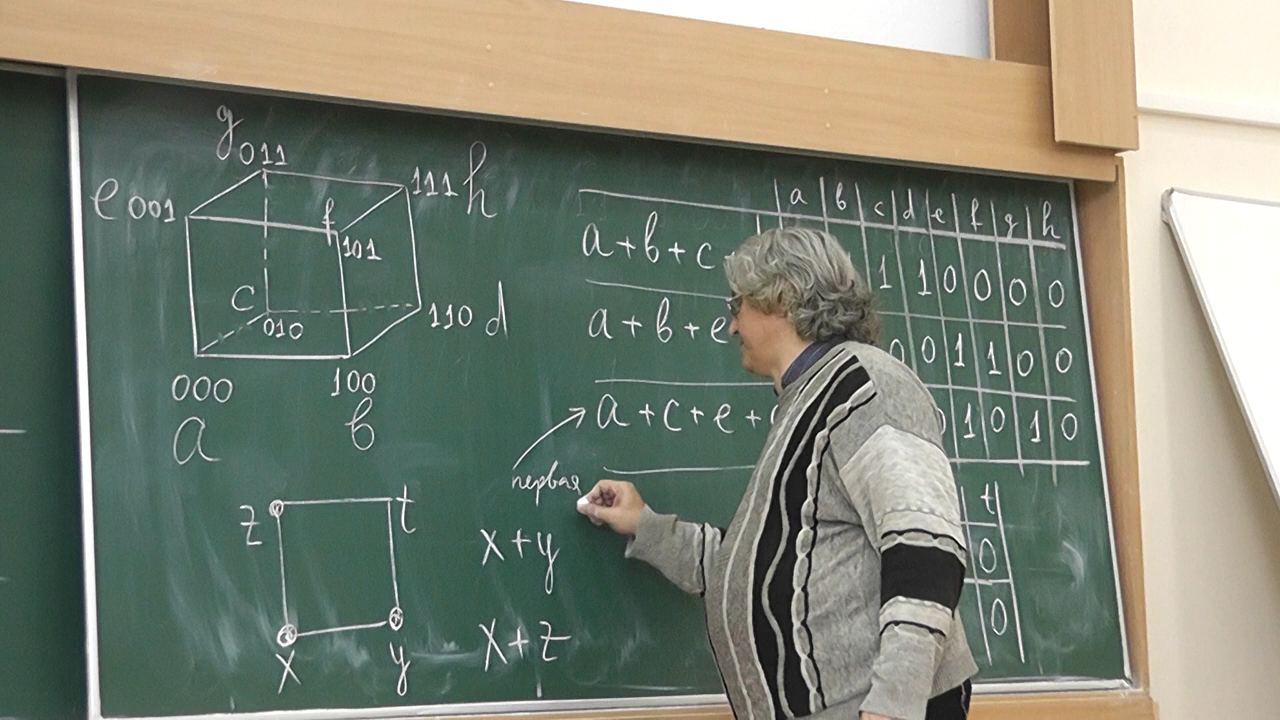 g 011
e 001
111 h
f
101
c
010
110 d
000
100
a
b
z
t
x
y
a b c d e f g h
a+b+c
1 1 0 0 0 0
a+b+e
0 0 1 1 0 0
a+c+e+
0 1 0 1 0
первая
x+y
x+z
t
0
0